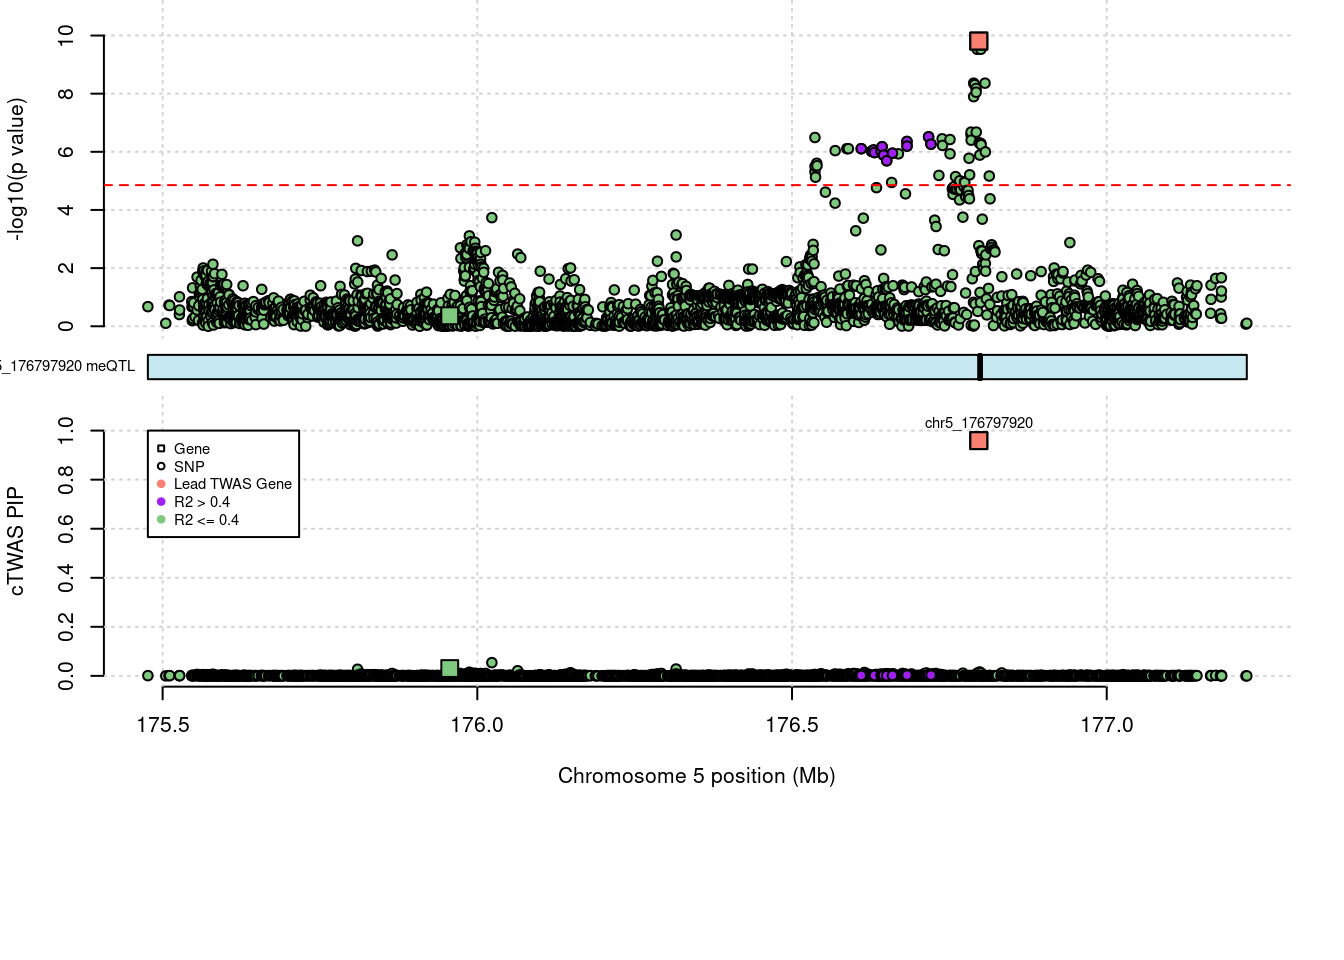 -log10(p value)
10
8
6
4
2
0
5_176797920 meQTL
cTWAS PIP
1.0
0.8
0.6
0.4
0.2
0.0
chr5_176797920
Gene
SNP
Lead TWAS Gene
R2 > 0.4
R2 <= 0.4
175.5 176.0 176.5 177.0
Chromosome 5 position (Mb)